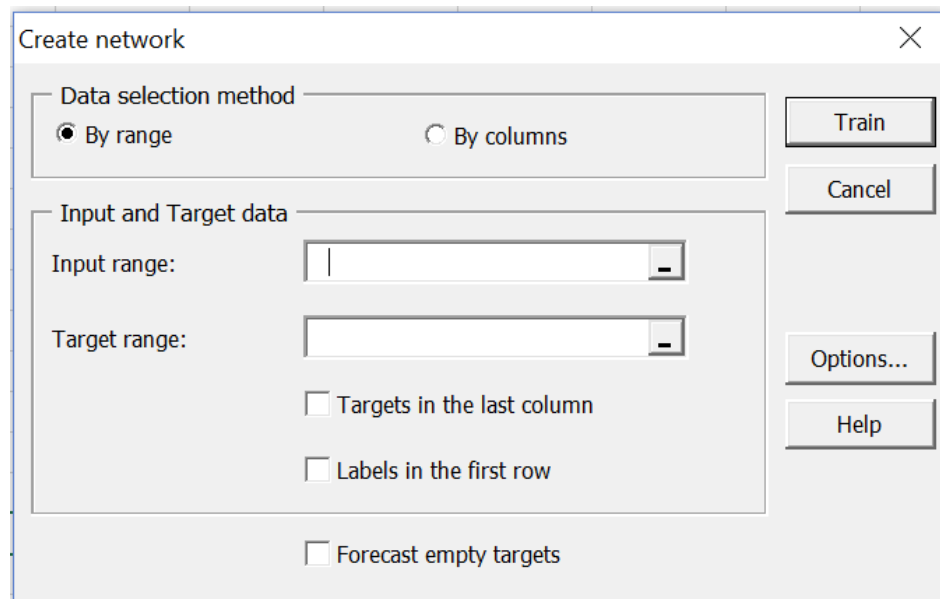 Create network
Data selection method
By range
By columns
Train
Cancel
Input and Target data
Input range:
Target range:
Targets in the last column
Labels in the first row
Options...
Help
Forecast empty targets